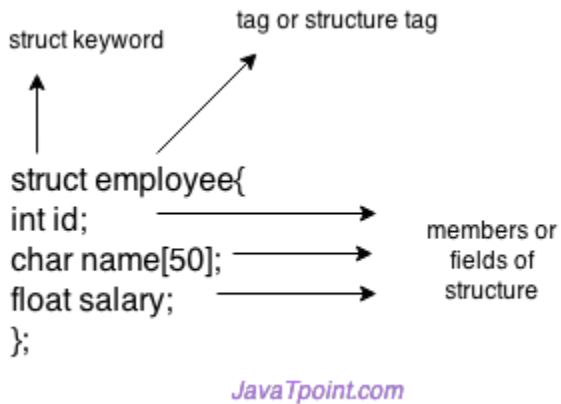 tag or structure tag
struct keyword
struct employee{
int id;
char name[50];
float salary;
};
members or
fields of
structure
JavaTpoint.com